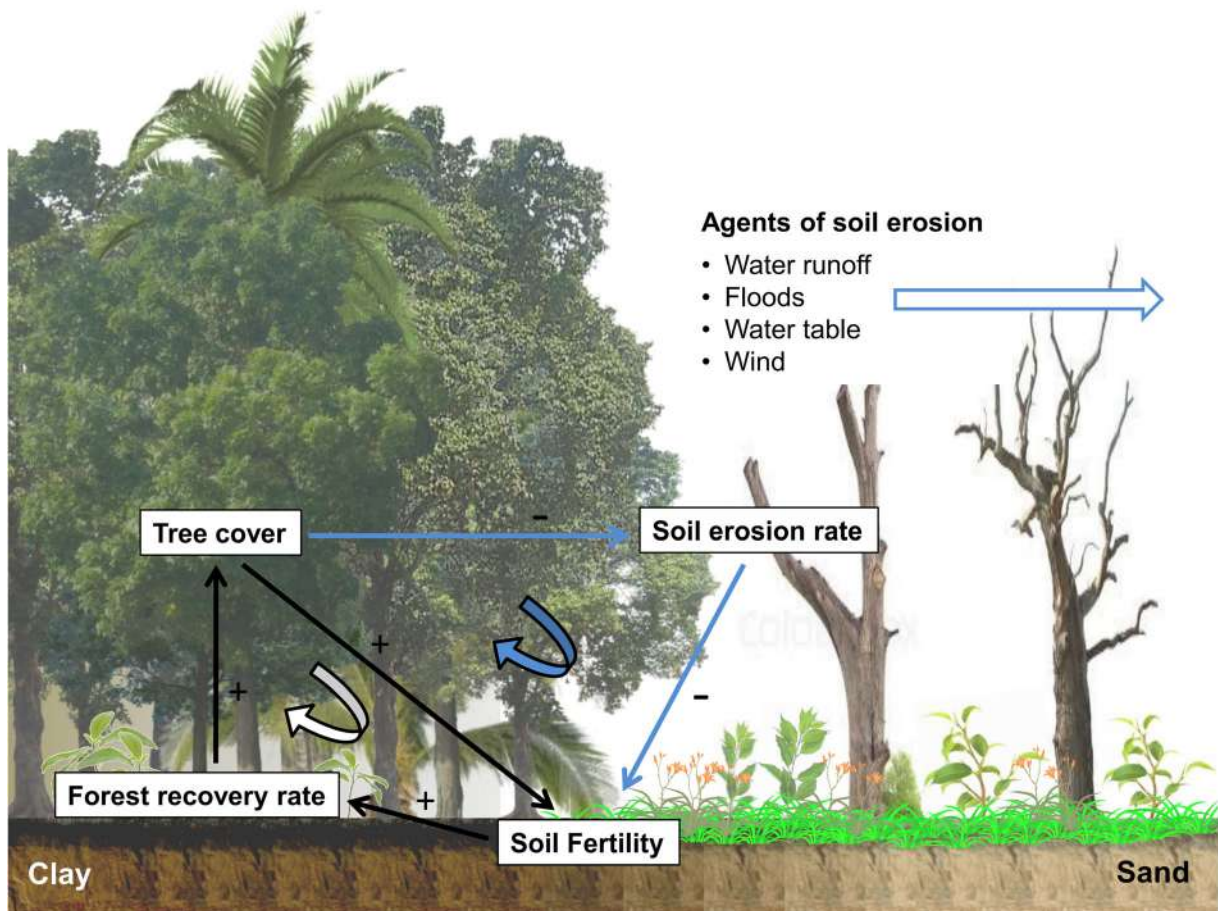 Agents of soil erosion
• Water runoff
• Floods
• Water table
• Wind
Tree cover
-
Soil erosion rate
+
+
-
Forest recovery rate
+
Soil Fertility
Clay
Sand